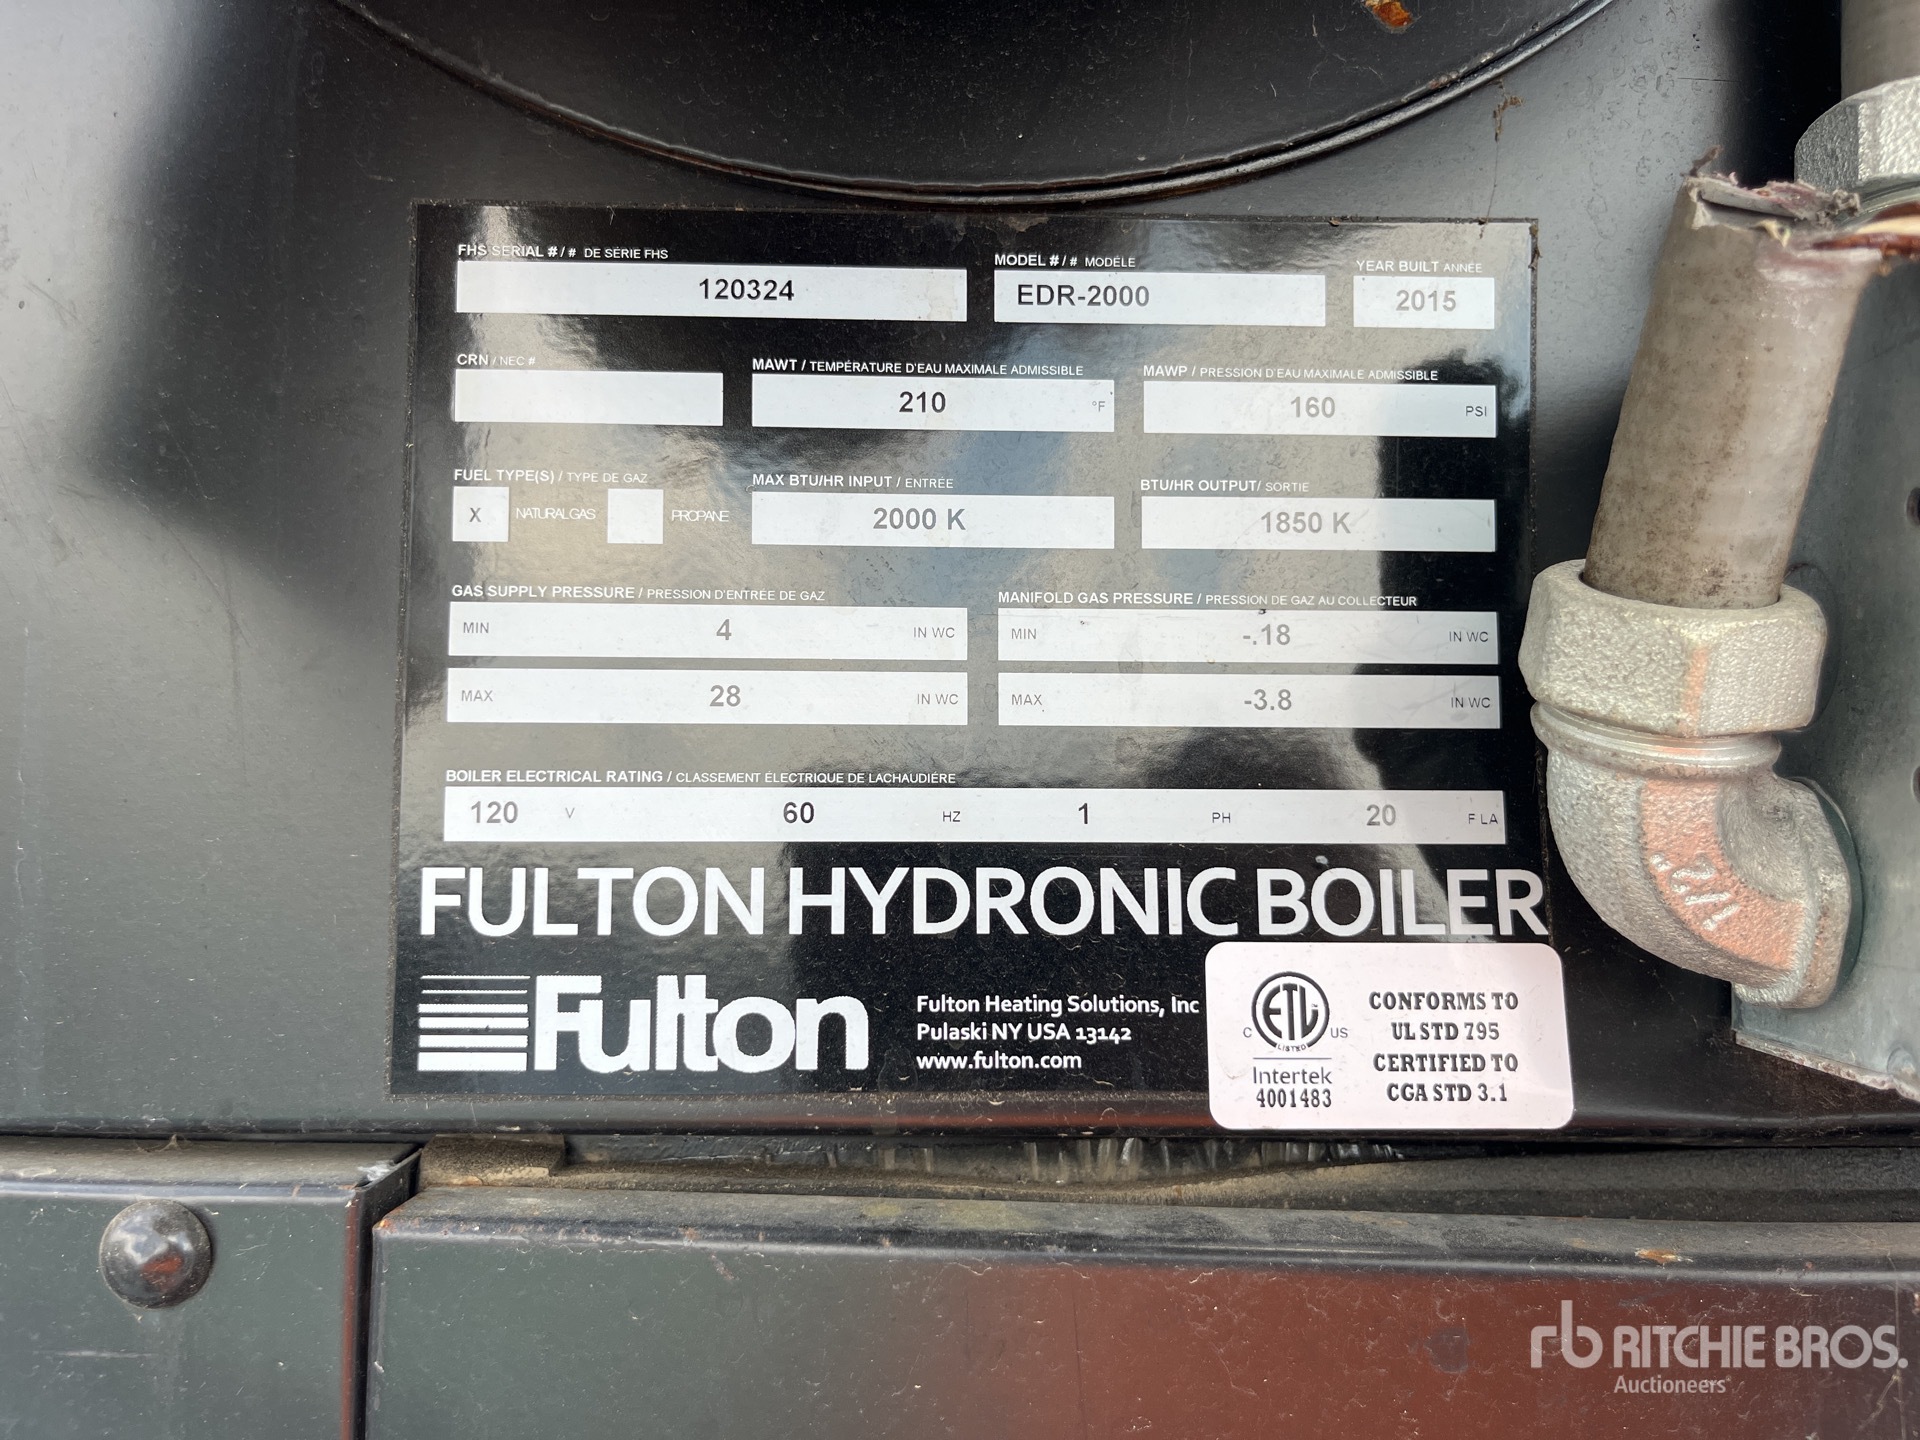 FHS SERIAL # / # DE SÉRIE FHS
120324
MODEL # / # MODÈLE
EDR-2000
YEAR BUILT ANNÉE
2015
CRN / NEC #
MAWT / TEMPÉRATURE D'EAU MAXIMALE ADMISSIBLE
210 °F
MAWP / PRESSION D'EAU MAXIMALE ADMISSIBLE
160 PSI
FUEL TYPE(S) / TYPE DE GAZ
X NATURAL GAS PROPANE
MAX BTU/HR INPUT / ENTRÉE
2000 K
BTU/HR OUTPUT/ SORTIE
1850 K
GAS SUPPLY PRESSURE / PRESSION D'ENTRÉE DE GAZ
MIN 4 IN WC
MAX 28 IN WC
MANIFOLD GAS PRESSURE / PRESSION DE GAZ AU COLLECTEUR
MIN -.18 IN WC
MAX -3.8 IN WC
BOILER ELECTRICAL RATING / CLASSEMENT ÉLECTRIQUE DE LACHAUDIÈRE
120 V 60 HZ 1 PH 20 F LA
FULTON HYDRONIC BOILER
Fulton
Fulton Heating Solutions, Inc
Pulaski NY USA 13142
www.fulton.com
ETL
LISTED
C US
Intertek
4001483
CONFORMS TO
UL STD 795
CERTIFIED TO
CGA STD 3.1
1/2
rb RITCHIE BROS.
Auctioneers